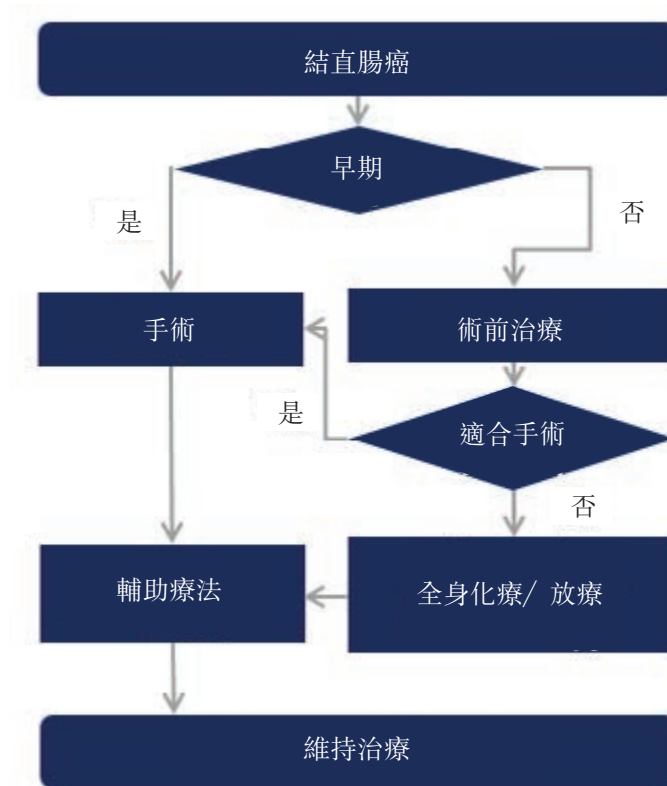 結直腸癌
早期
是
否
手術
術前治療
是
適合手術
否
輔助療法
全身化療/ 放療
維持治療